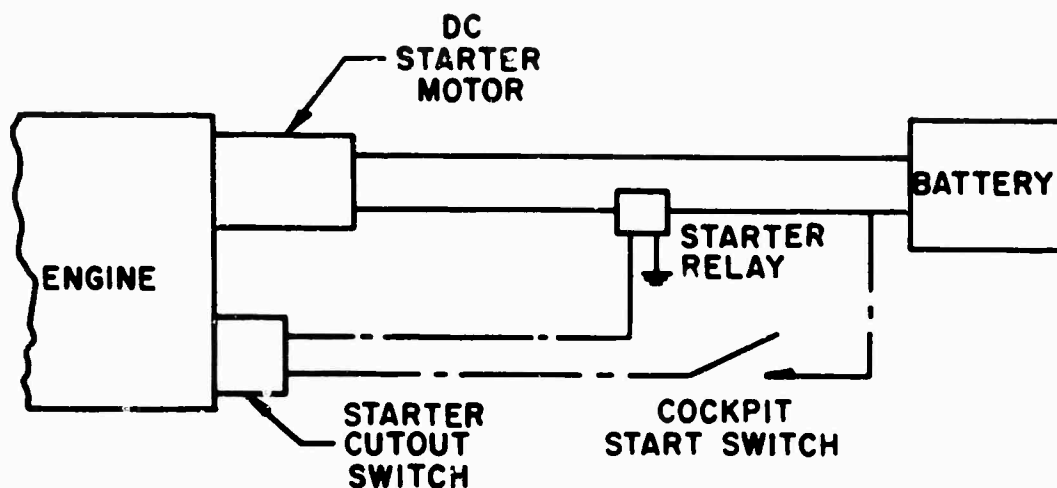 DC
STARTER
MOTOR
BATTERY
STARTER
RELAY
ENGINE
STARTER
CUTOUT
SWITCH
COCKPIT
START SWITCH